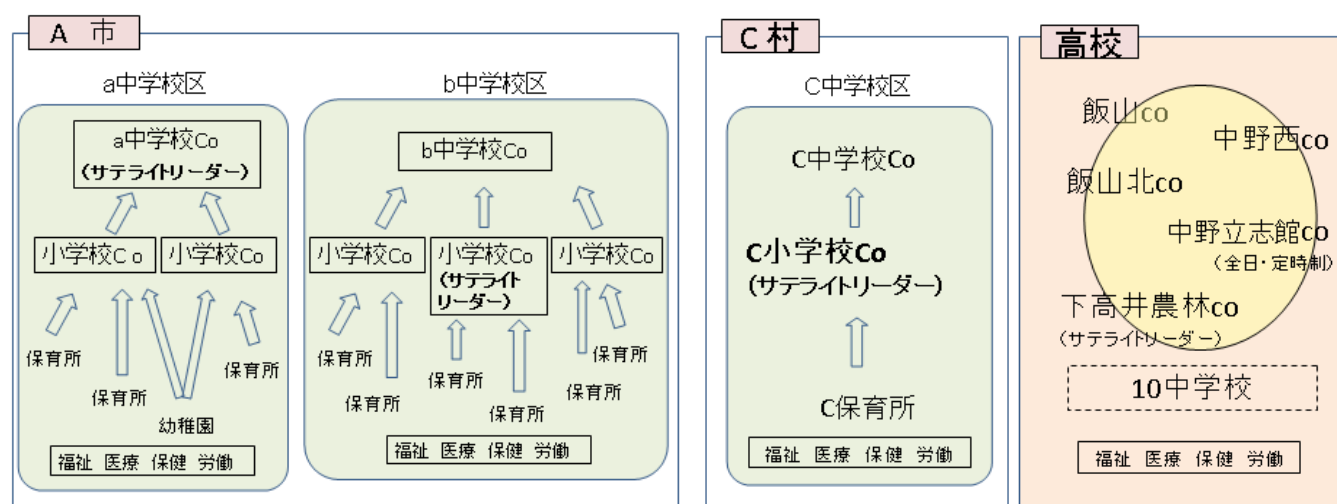 A 市
a中学校区
a中学校Co
(サテライトリーダー)
小学校Co
小学校Co
保育所
保育所
幼稚園
保育所
福祉 医療 保健 労働
b中学校区
b中学校Co
小学校Co
小学校Co
(サテライト
リーダー)
小学校Co
保育所
保育所
保育所
保育所
保育所
保育所
福祉 医療 保健 労働
C村
C中学校区
C中学校Co
C小学校Co
(サテライトリーダー)
C保育所
福祉 医療 保健 労働
高校
飯山co
中野西co
飯山北co
中野立志館co
(全日・定時制)
下高井農林co
(サテライトリーダー)
10中学校
福祉 医療 保健 労働